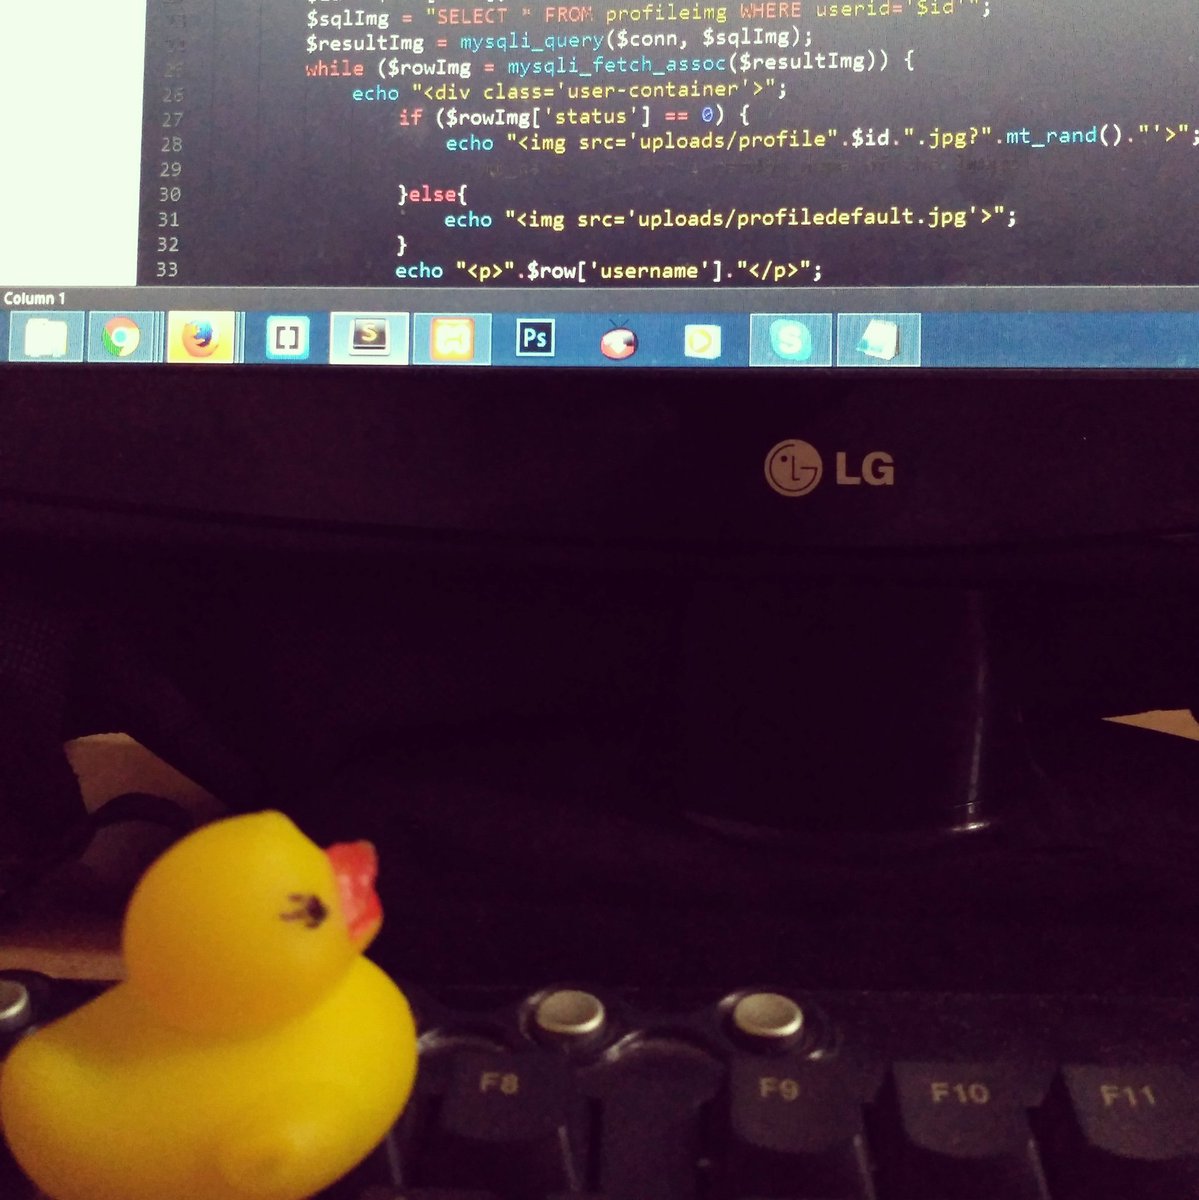 $sqlImg = "SELECT * FROM profileimg WHERE userid='$id'";
$resultImg = mysqli_query($conn, $sqlImg);
while ($rowImg = mysqli_fetch_assoc($resultImg)) {
26 echo "<div class='user-container'>";
27 if ($rowImg['status'] == 0) {
28 echo "<img src='uploads/profile".$id.".jpg?".mt_rand()."'>";
29
30 }else{
31 echo "<img src='uploads/profiledefault.jpg'>";
32 }
33 echo "<p>".$row['username']."</p>";
Column 1
S Ps S
LG
F8 F9 F10 F11